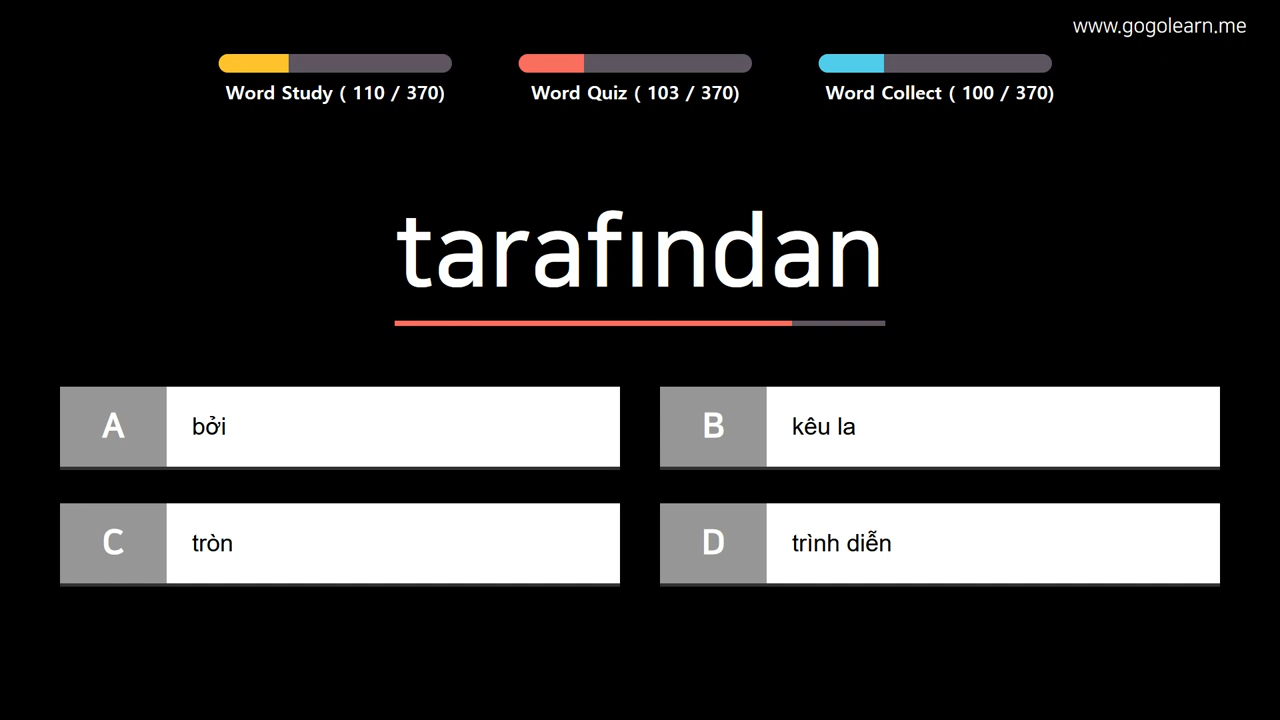 www.gogolearn.me
Word Study ( 110 / 370)
Word Quiz ( 103 / 370)
Word Collect ( 100 / 370)
tarafından
A bởi
B kêu la
C tròn
D trình diễn